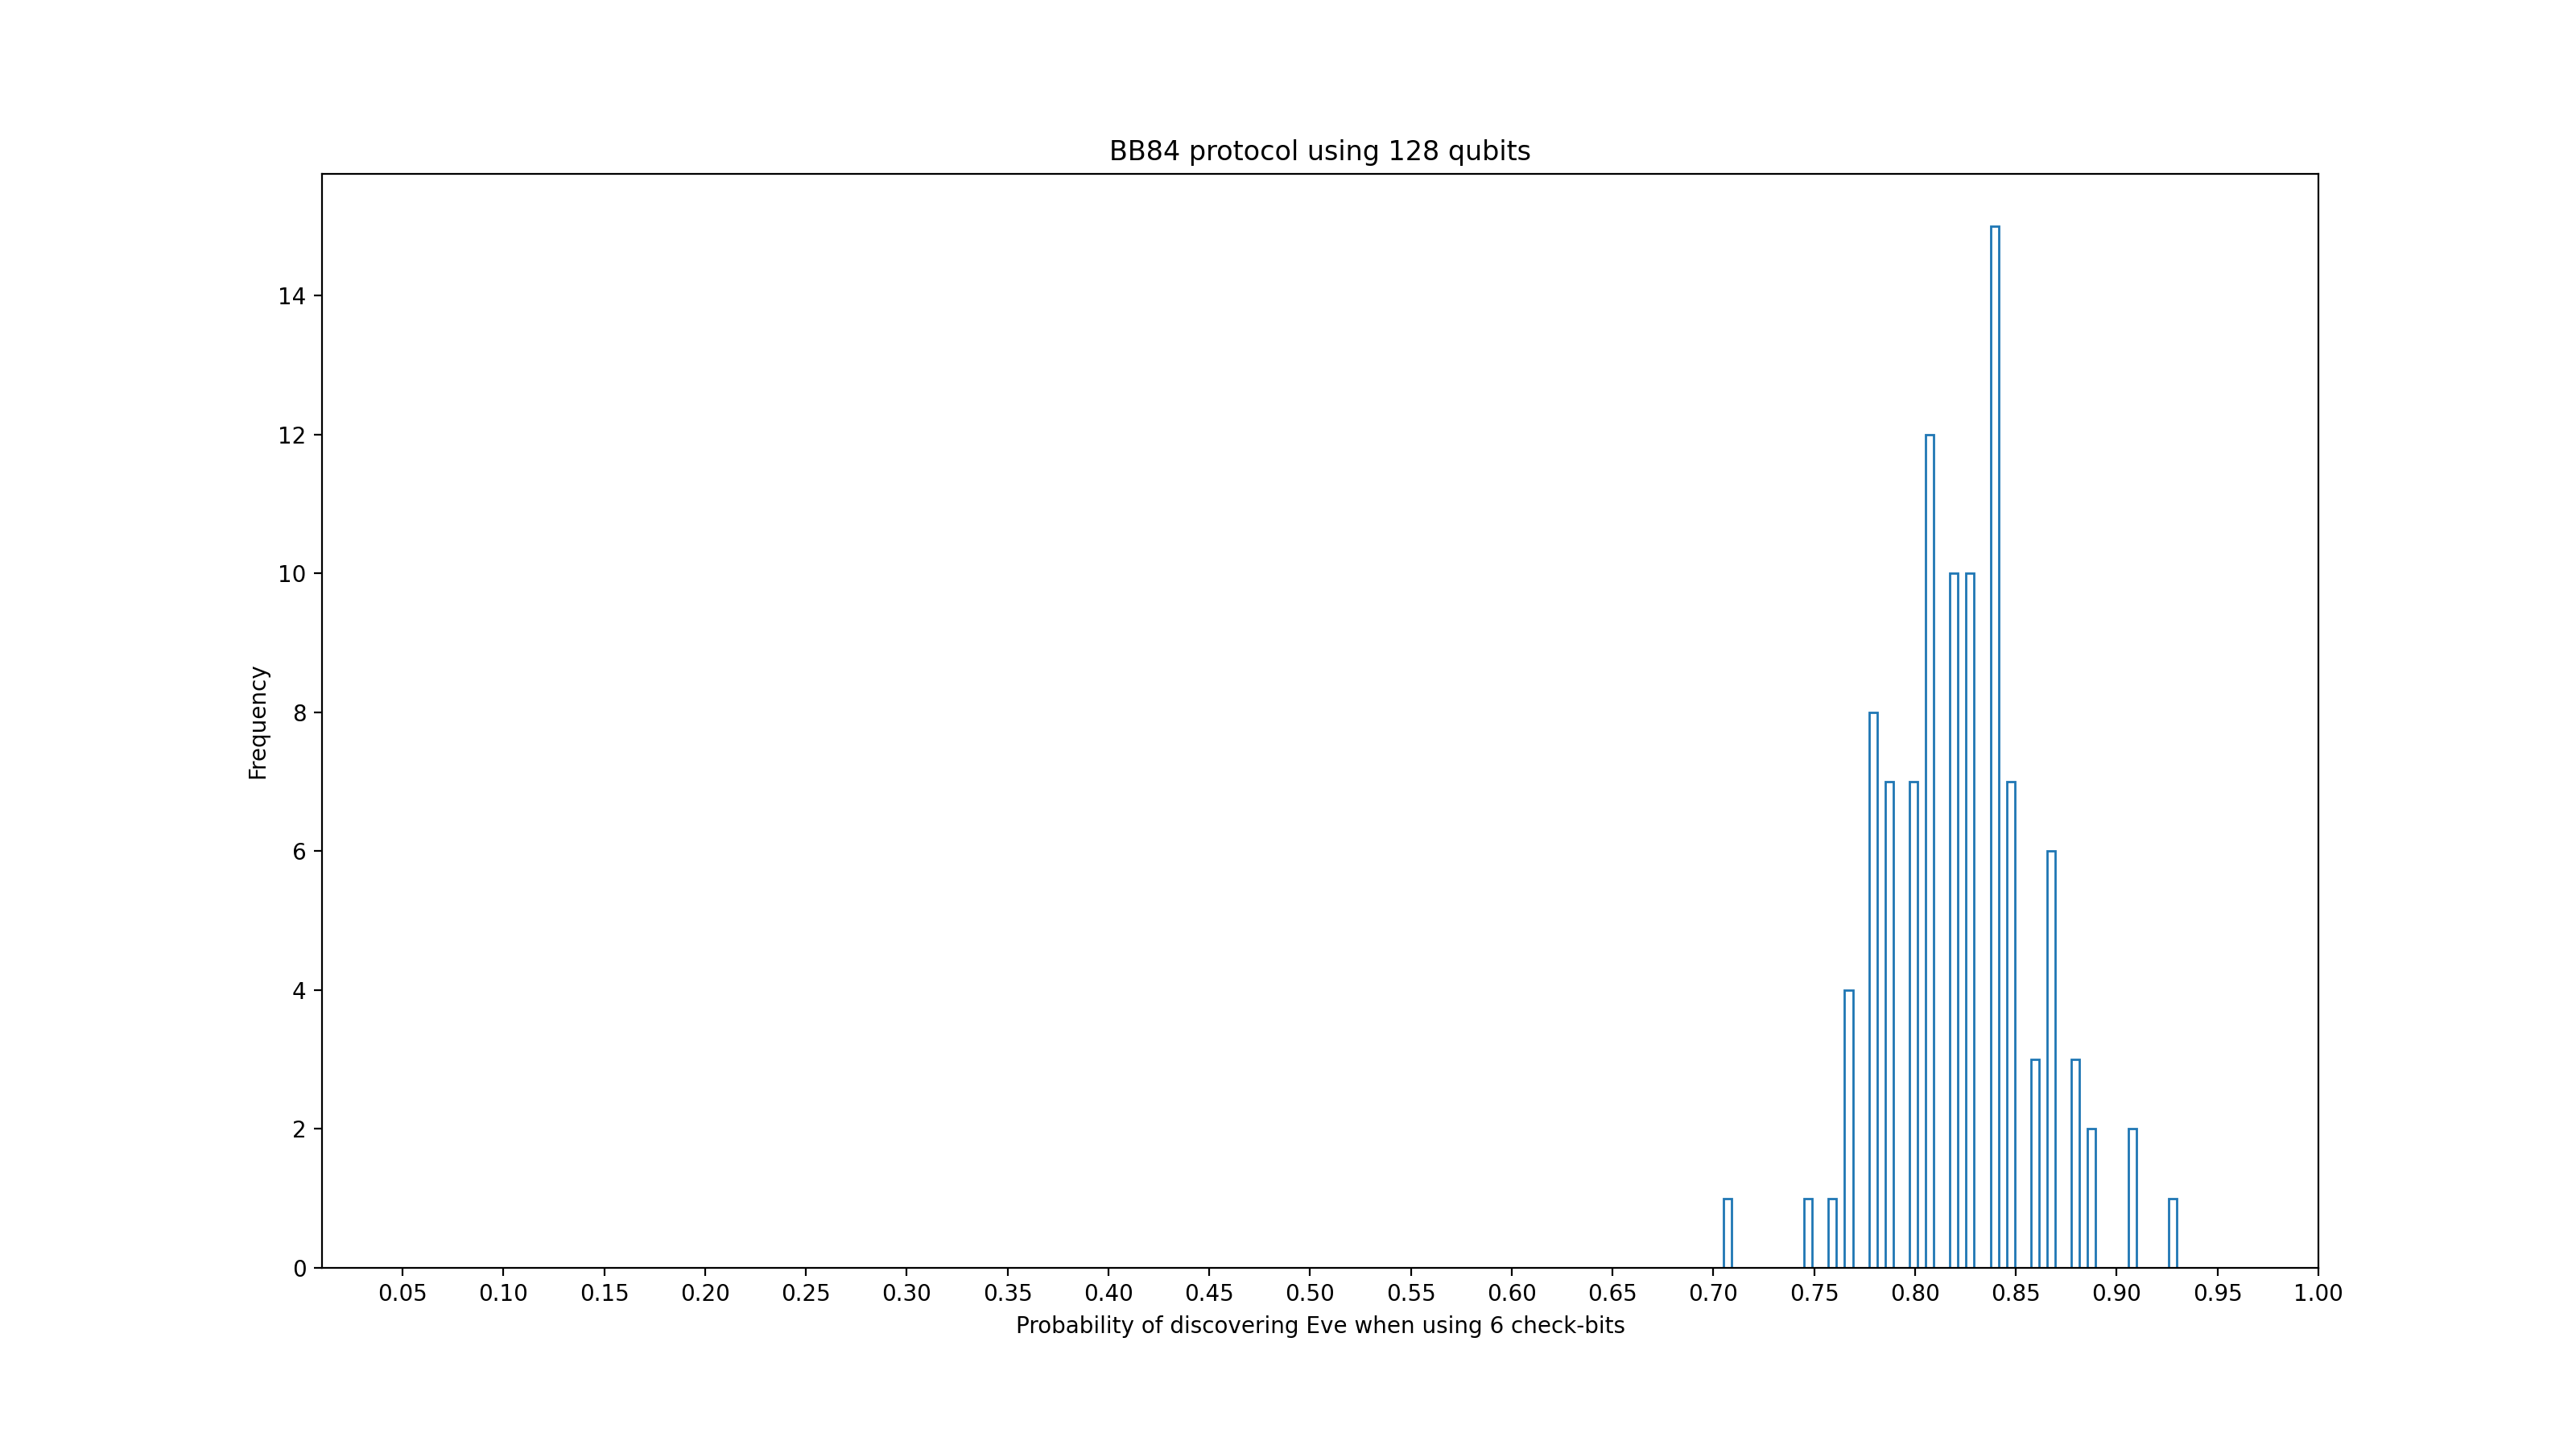 BB84 protocol using 128 qubits
14
12
10
8
6
4
2
0
Frequency
0.05 0.10 0.15 0.20 0.25 0.30 0.35 0.40 0.45 0.50 0.55 0.60 0.65 0.70 0.75 0.80 0.85 0.90 0.95 1.00
Probability of discovering Eve when using 6 check-bits